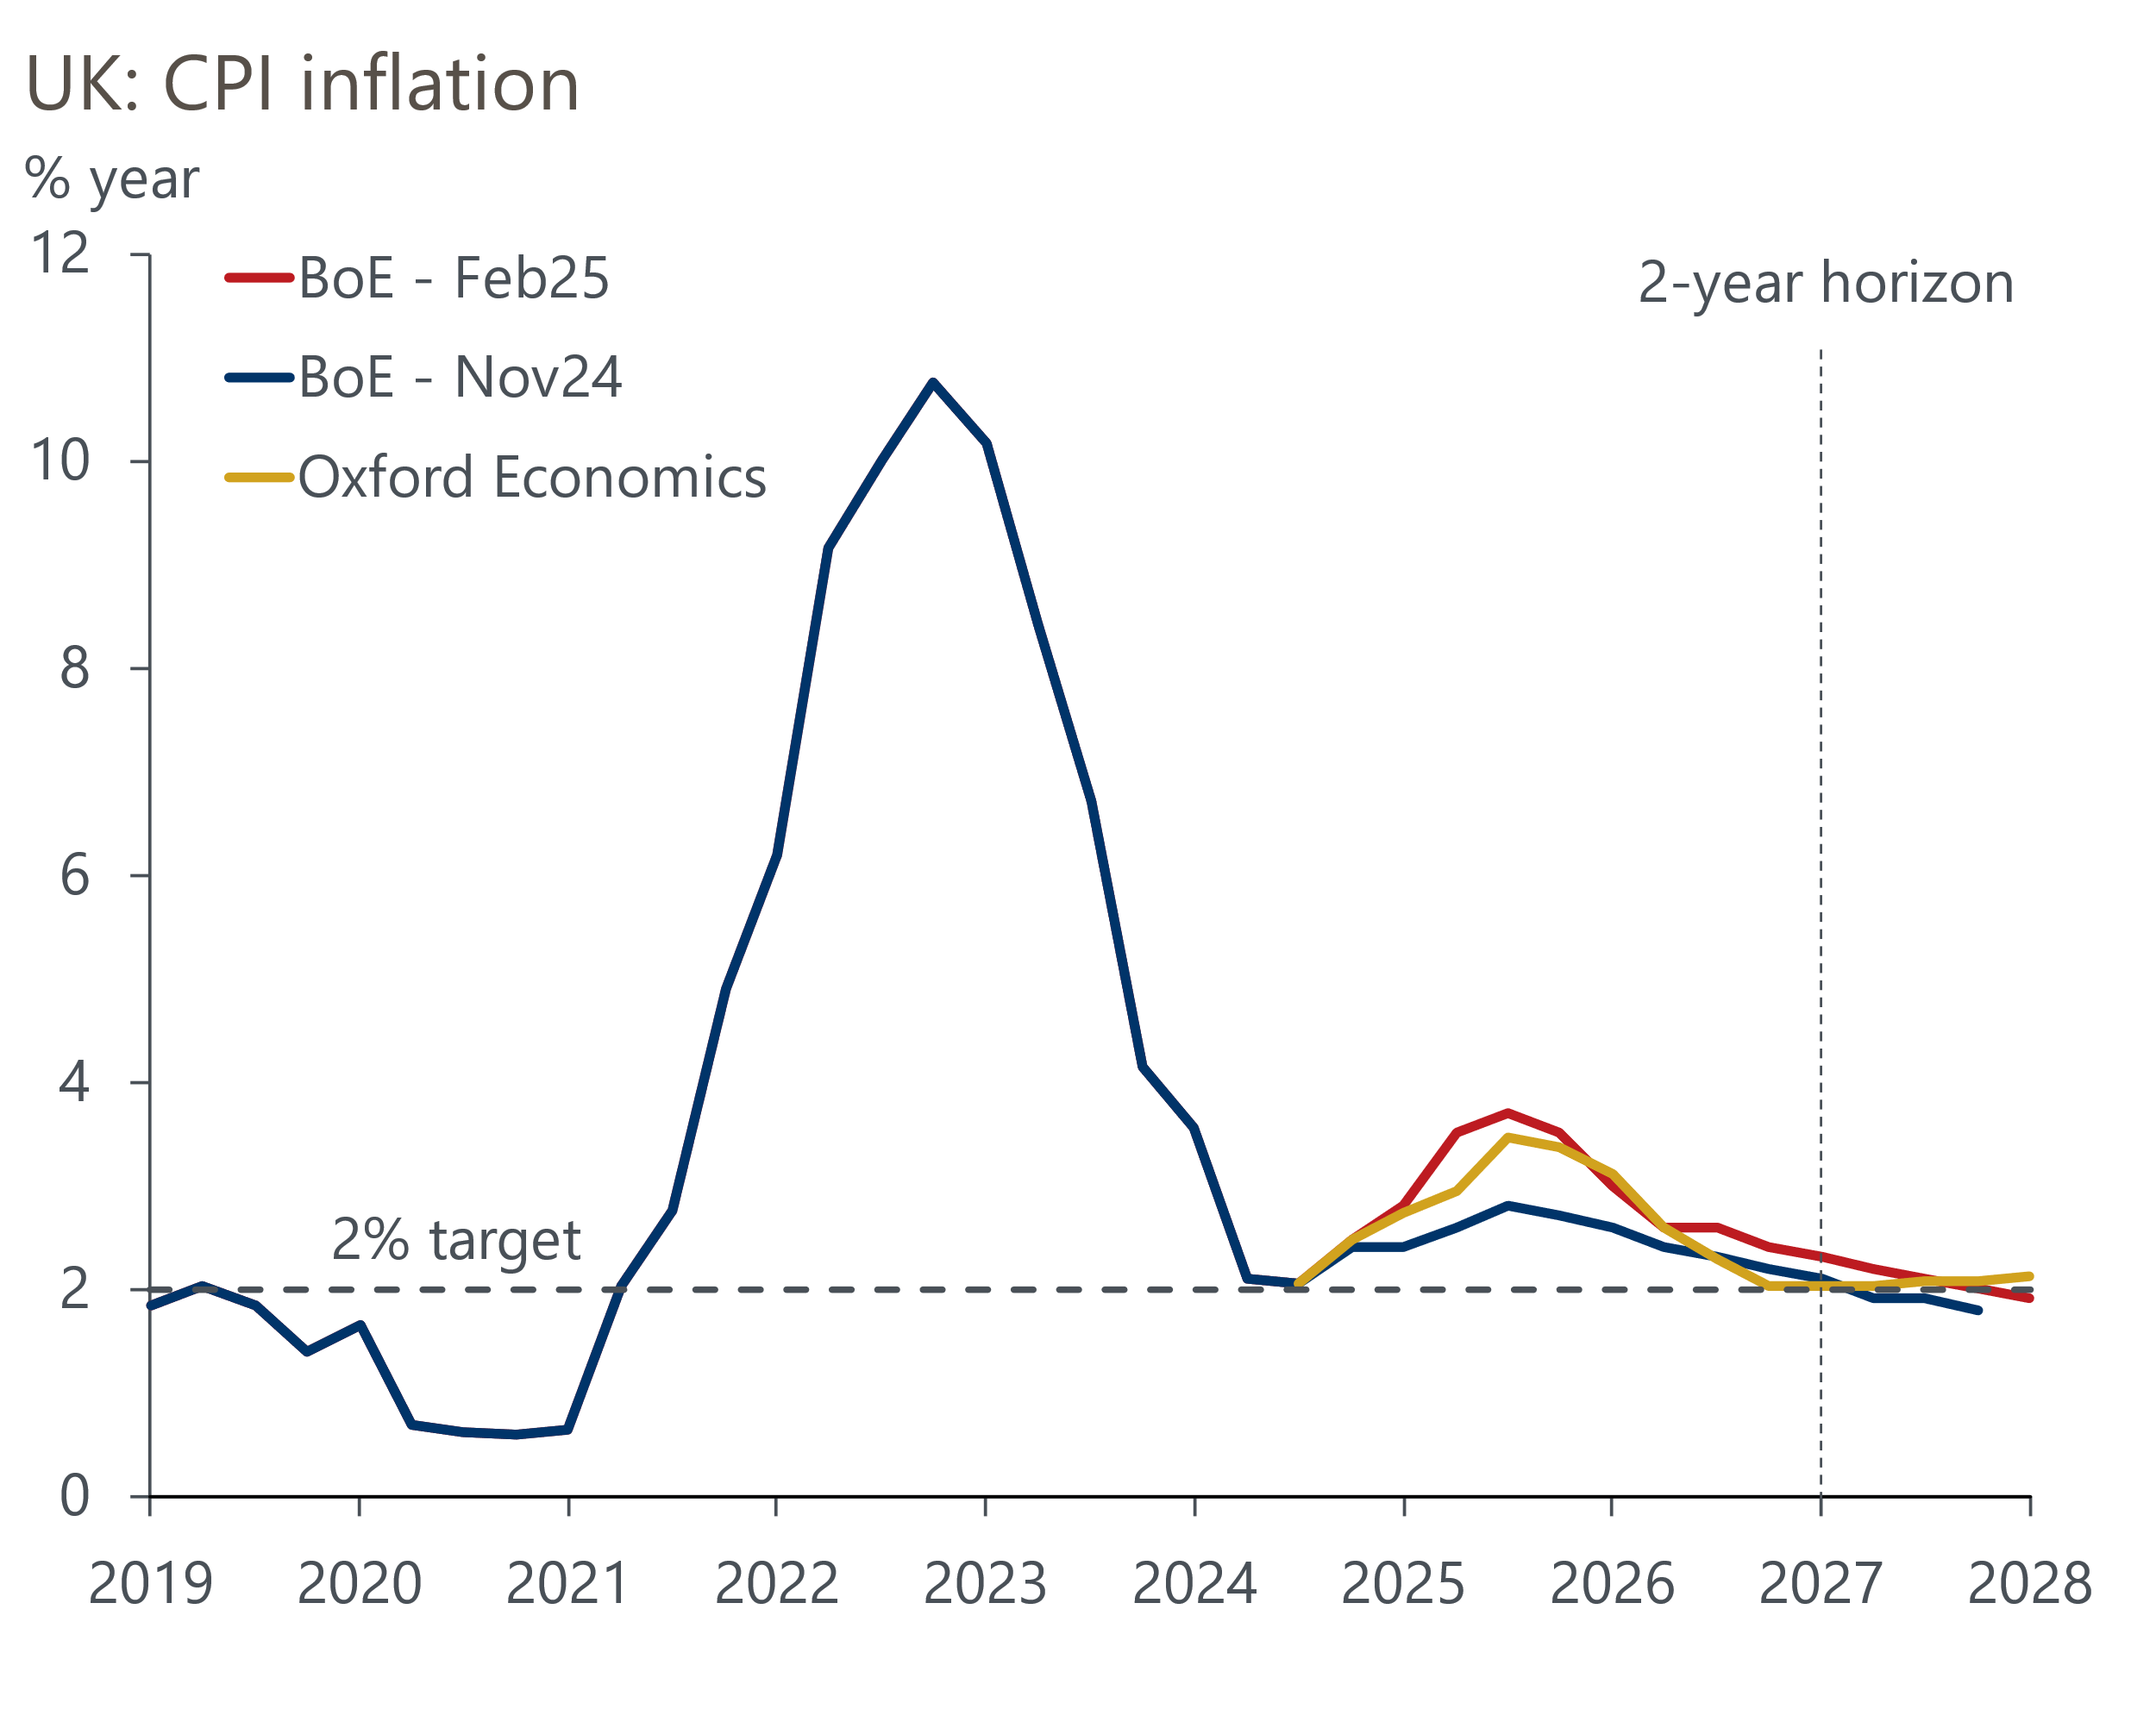 UK: CPI inflation
% year
12
BoE - Feb25
2-year horizon
BoE - Nov24
10
Oxford Economics
8
6
4
2% target
2
0
2019 2020 2021 2022 2023 2024 2025 2026 2027 2028